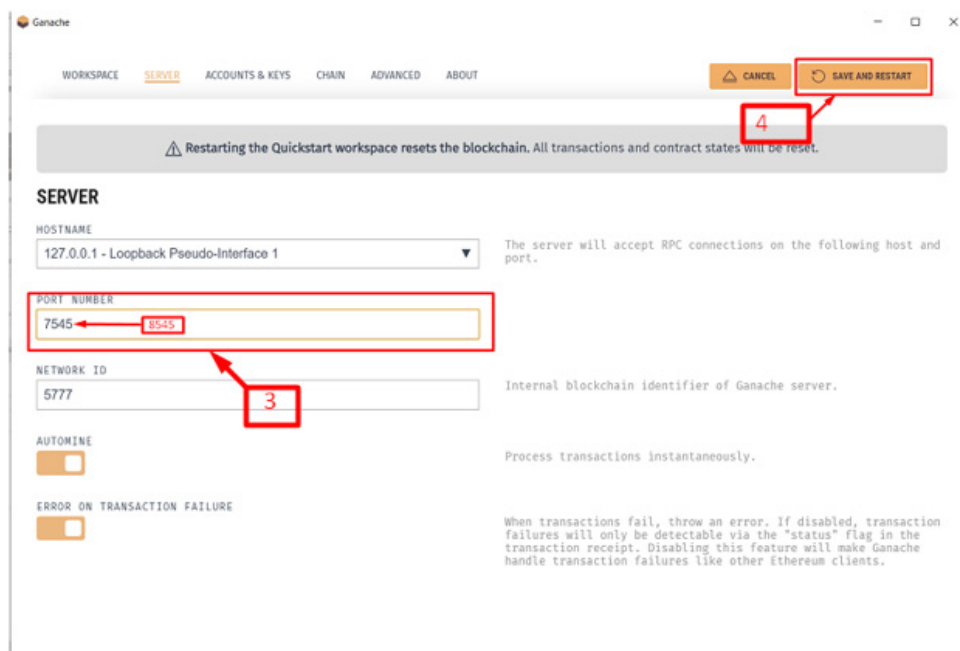 Ganache
WORKSPACE SERVER ACCOUNTS & KEYS CHAIN ADVANCED ABOUT
CANCEL SAVE AND RESTART
4
Restarting the Quickstart workspace resets the blockchain. All transactions and contract states will be reset.
SERVER
HOSTNAME
127.0.0.1 - Loopback Pseudo-Interface 1
The server will accept RPC connections on the following host and
port.
PORT NUMBER
7545 8545
NETWORK ID
5777
3
Internal blockchain identifier of Ganache server.
AUTOMINE
Process transactions instantaneously.
ERROR ON TRANSACTION FAILURE
When transactions fail, throw an error. If disabled, transaction
failures will only be detectable via the "status" flag in the
transaction receipt. Disabling this feature will make Ganache
handle transaction failures like other Ethereum clients.